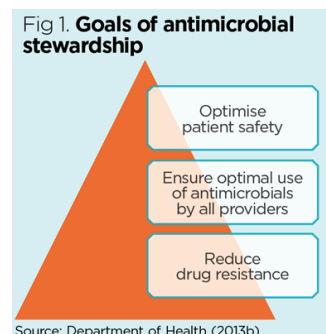 Fig 1. Goals of antimicrobial
stewardship
Optimise
patient safety
Ensure optimal use
of antimicrobials
by all providers
Reduce
drug resistance
Source: Department of Health (2013b)